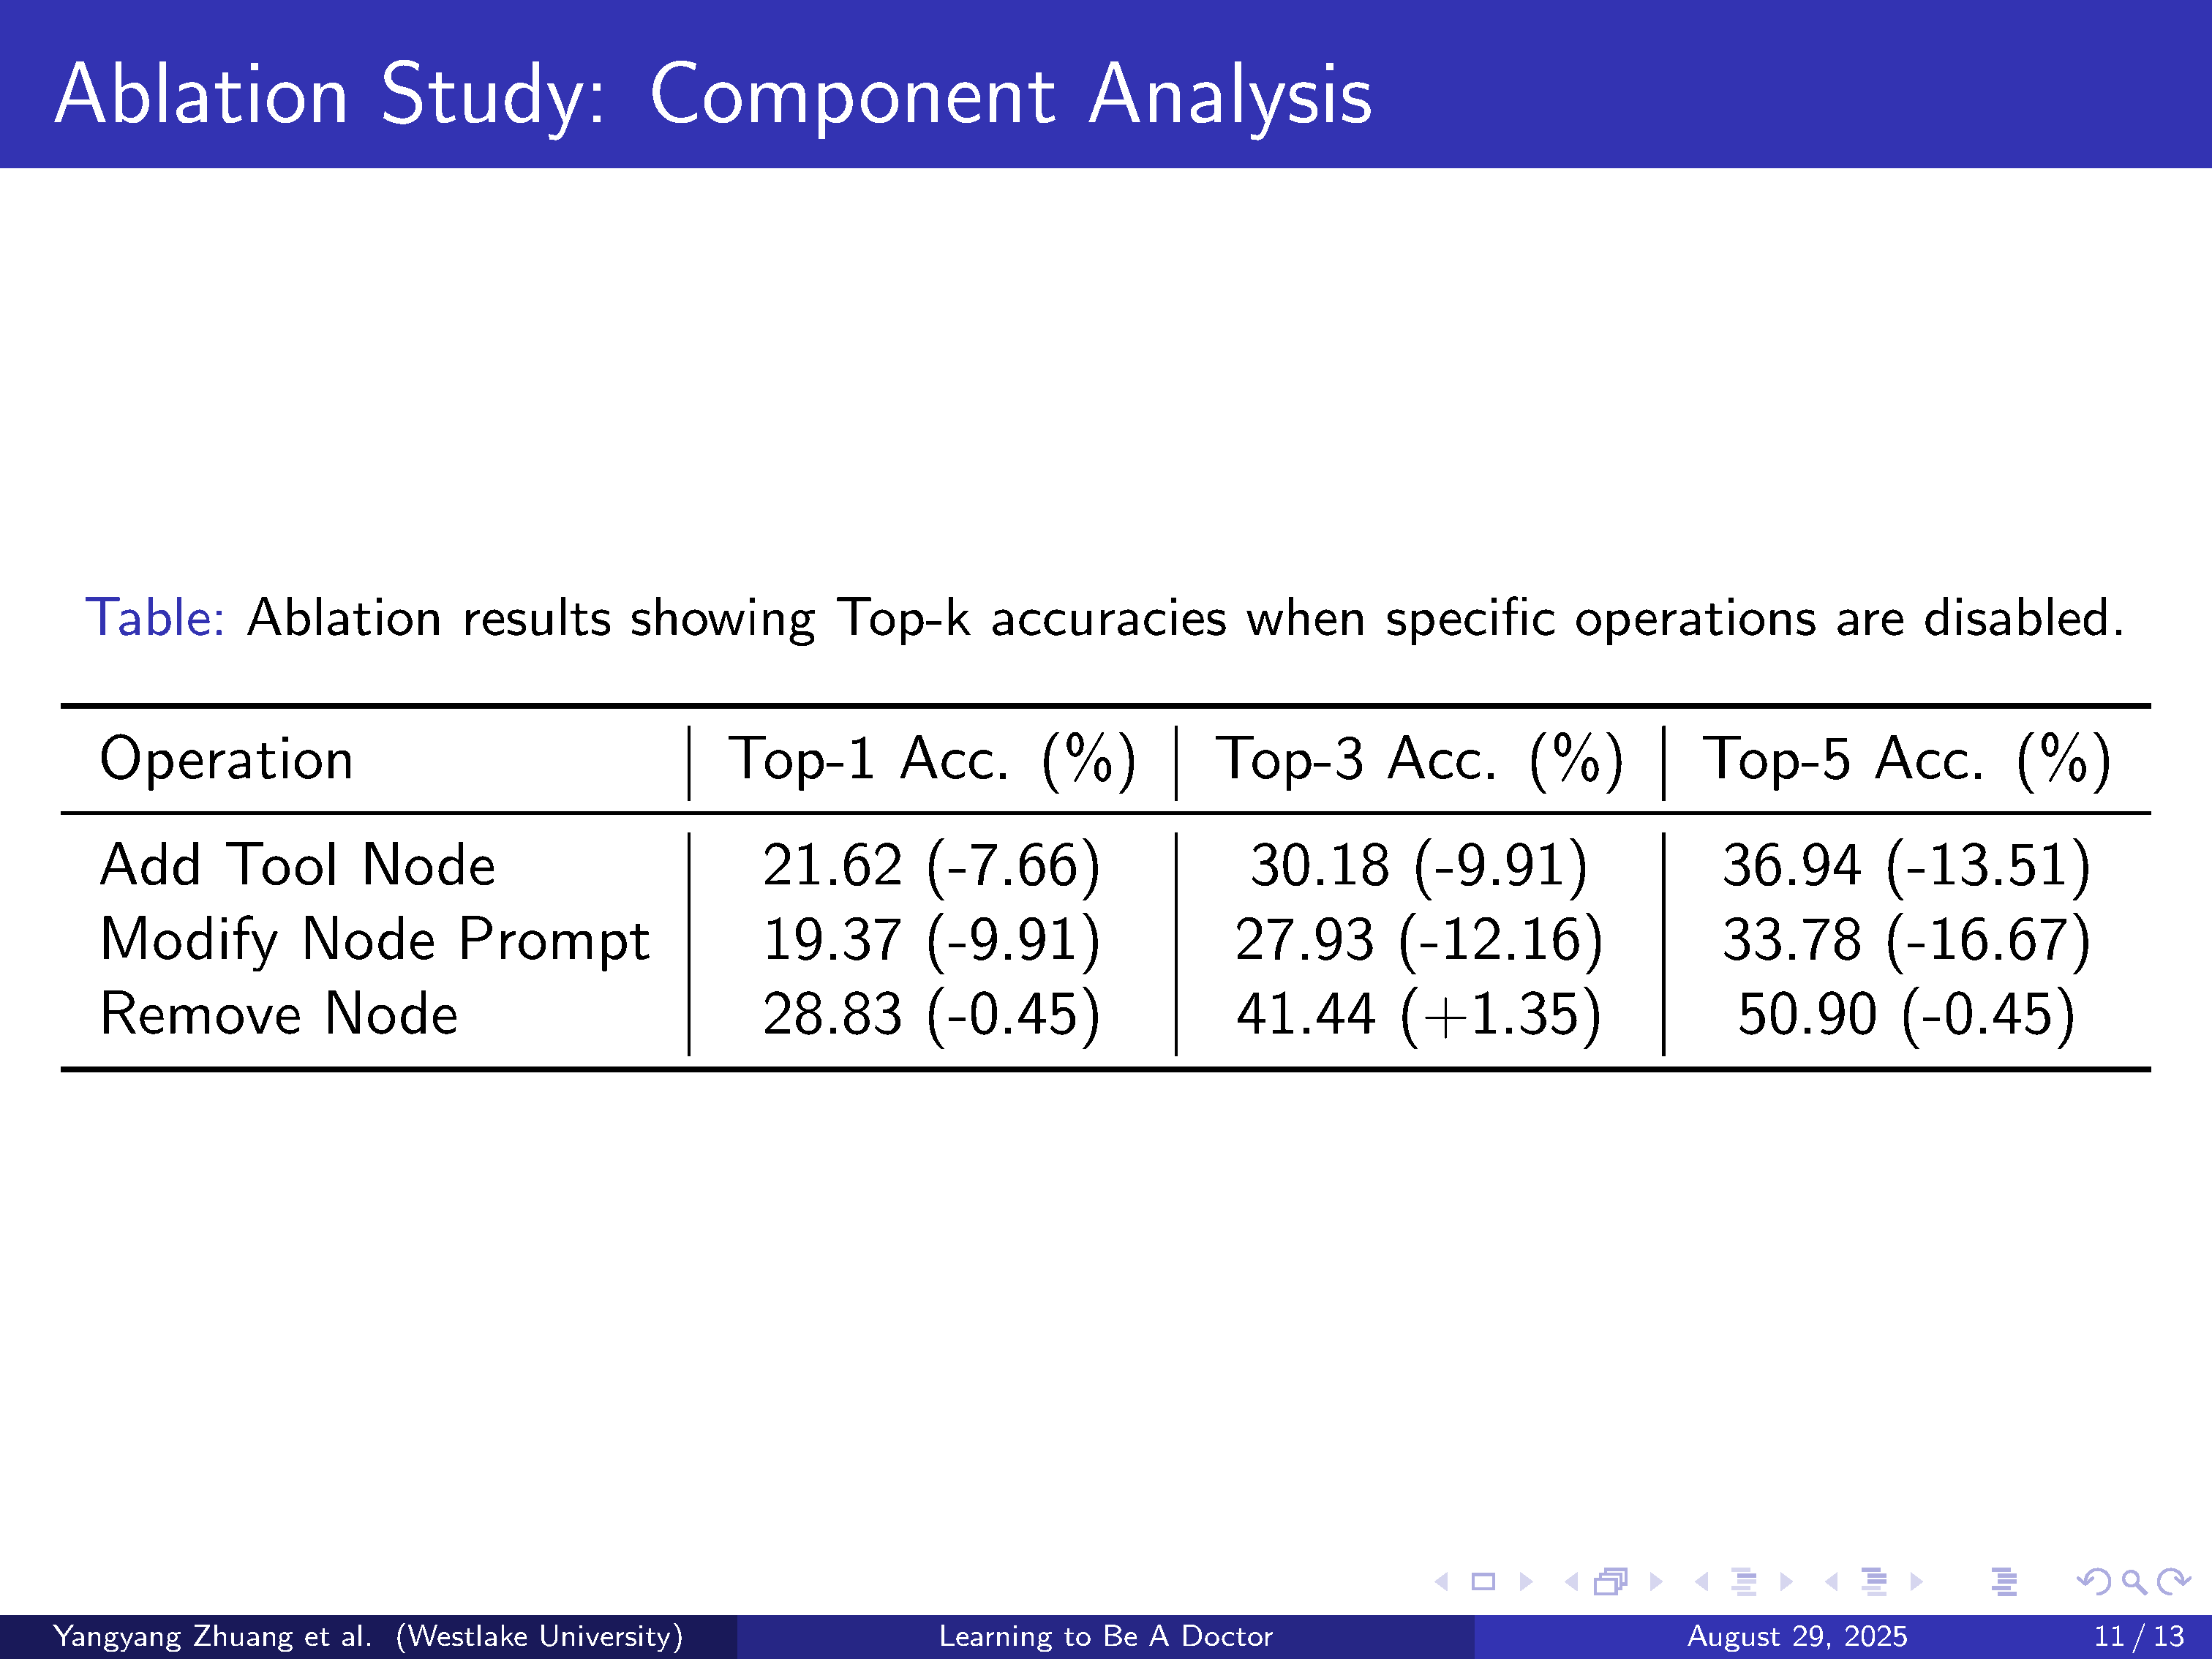 Ablation Study: Component Analysis
Table: Ablation results showing Top-k accuracies when specific operations are disabled.
Operation Top-1 Acc. (%) Top-3 Acc. (%) Top-5 Acc. (%)
Add Tool Node 21.62 (-7.66) 30.18 (-9.91) 36.94 (-13.51)
Modify Node Prompt 19.37 (-9.91) 27.93 (-12.16) 33.78 (-16.67)
Remove Node 28.83 (-0.45) 41.44 (+1.35) 50.90 (-0.45)
Yangyang Zhuang et al. (Westlake University) Learning to Be A Doctor August 29, 2025 11 / 13